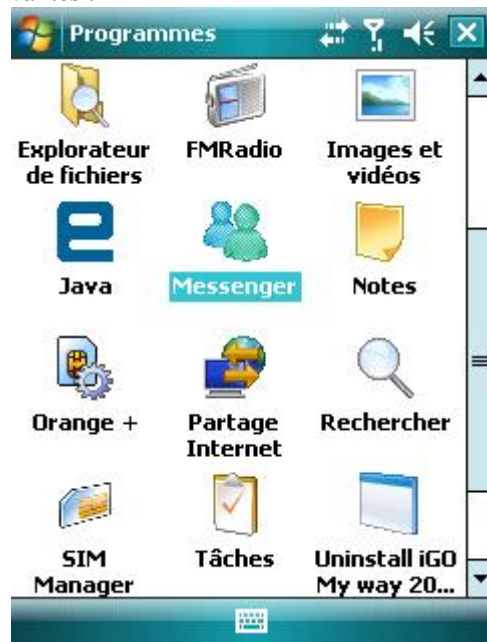 Programmes
Explorateur
de fichiers
FMRadio
Images et
vidéos
Java
Messenger
Notes
Orange +
Partage
Internet
Rechercher
SIM
Manager
Tâches
Uninstall iGO
My way 20...